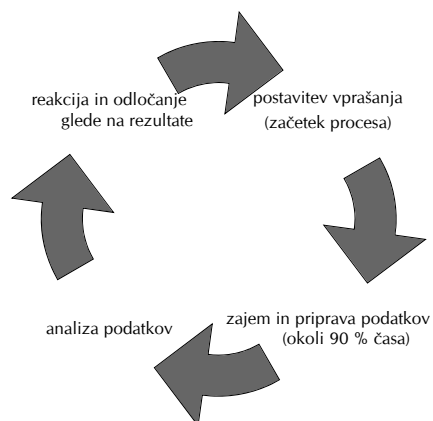 reakcija in odločanje
glede na rezultate
postavitev vprašanja
(začetek procesa)
zajem in priprava podatkov
(okoli 90 % časa)
analiza podatkov